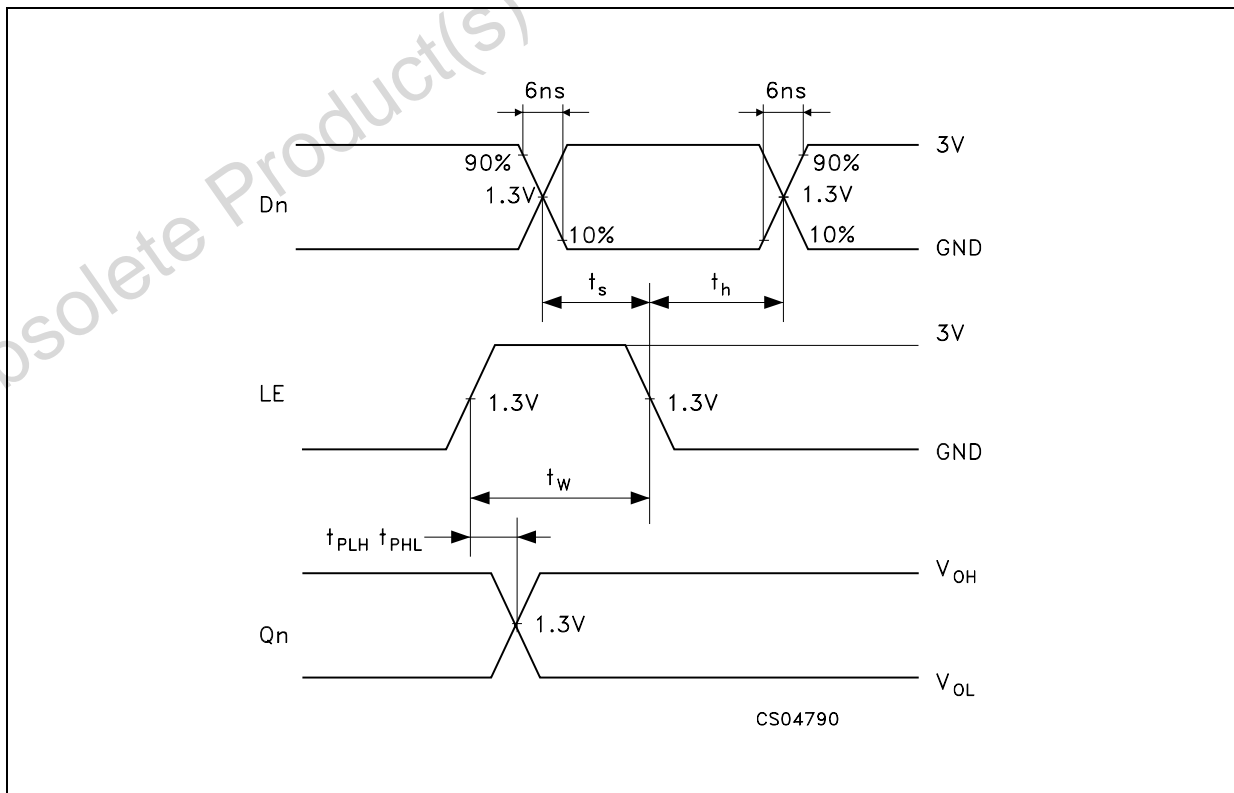 bsolete Product(s)
6ns 6ns
3V
90% 90%
Dn 1.3V 1.3V
10% 10%
GND
ts th
3V
LE 1.3V 1.3V
GND
tW
tPLH tPHL
VOH
Qn 1.3V
VOL
CS04790